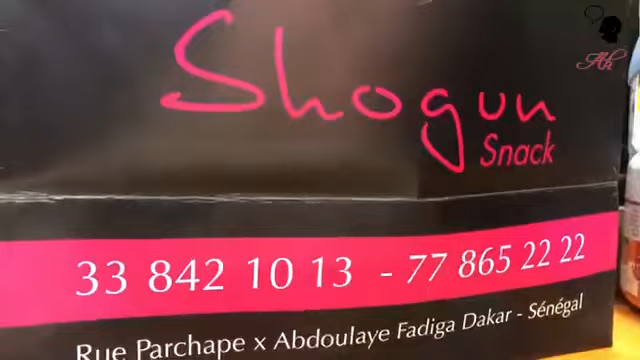 Shogun
Snack
33 842 10 13 - 77 865 22 22
Rue Parchape x Abdoulaye Fadiga Dakar - Sénégal